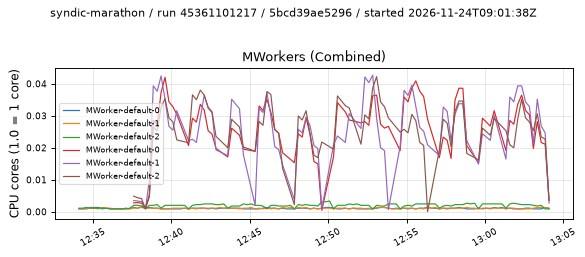 syndic-marathon / run 45361101217 / 5bcd39ae5296 / started 2026-11-24T09:01:38Z
MWorkers (Combined)
CPU cores (1.0 = 1 core)
0.04
0.03
0.02
0.01
0.00
MWorker-default-0
MWorker-default-1
MWorker-default-2
MWorker-default-0
MWorker-default-1
MWorker-default-2
12:35
12:40
12:45
12:50
12:55
13:00
13:05